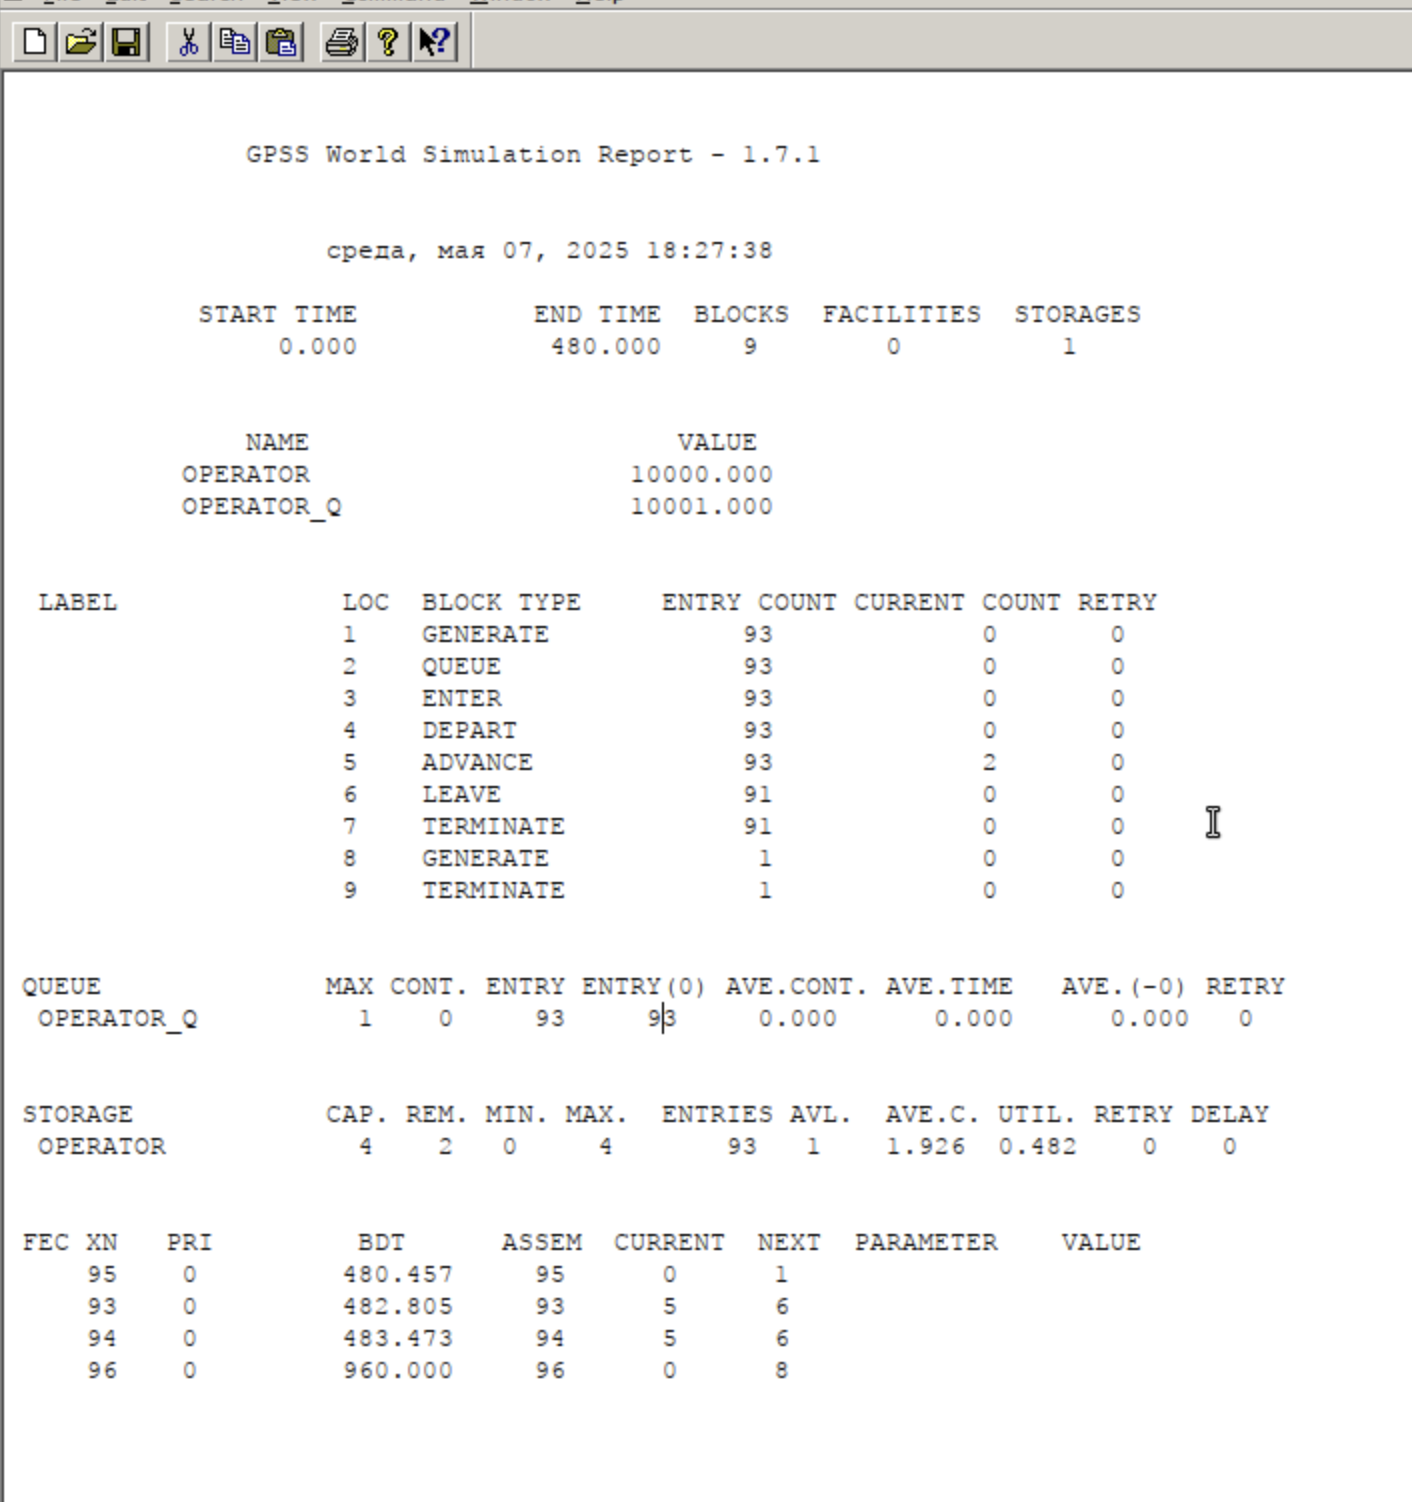 GPSS World Simulation Report - 1.7.1
среда, мая 07, 2025 18:27:38
START TIME END TIME BLOCKS FACILITIES STORAGES
0.000 480.000 9 0 1
NAME VALUE
OPERATOR 10000.000
OPERATOR_Q 10001.000
LABEL LOC BLOCK TYPE ENTRY COUNT CURRENT COUNT RETRY
1 GENERATE 93 0 0
2 QUEUE 93 0 0
3 ENTER 93 0 0
4 DEPART 93 0 0
5 ADVANCE 93 2 0
6 LEAVE 91 0 0
7 TERMINATE 91 0 0
8 GENERATE 1 0 0
9 TERMINATE 1 0 0
QUEUE MAX CONT. ENTRY ENTRY(0) AVE.CONT. AVE.TIME AVE.(-0) RETRY
OPERATOR_Q 1 0 93 93 0.000 0.000 0.000 0
STORAGE CAP. REM. MIN. MAX. ENTRIES AVL. AVE.C. UTIL. RETRY DELAY
OPERATOR 4 2 0 4 93 1 1.926 0.482 0 0
FEC XN PRI BDT ASSEM CURRENT NEXT PARAMETER VALUE
95 0 480.457 95 0 1
93 0 482.805 93 5 6
94 0 483.473 94 5 6
96 0 960.000 96 0 8